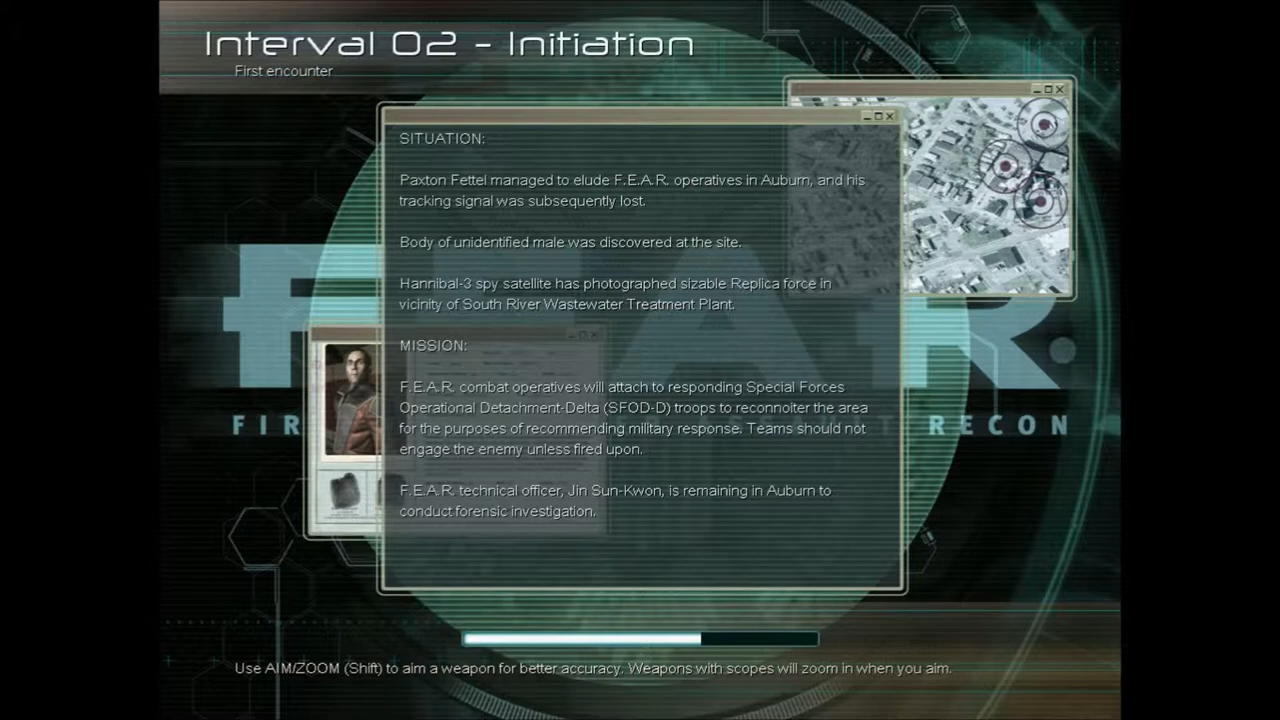 Interval 02 - Initiation
First encounter
SITUATION:
Paxton Fettel managed to elude F.E.A.R. operatives in Auburn, and his
tracking signal was subsequently lost.
Body of unidentified male was discovered at the site.
Hannibal-3 spy satellite has photographed sizable Replica force in
vicinity of South River Wastewater Treatment Plant.
MISSION:
F.E.A.R. combat operatives will attach to responding Special Forces
Operational Detachment-Delta (SFOD-D) troops to reconnoiter the area
for the purposes of recommending military response. Teams should not
engage the enemy unless fired upon.
F.E.A.R. technical officer, Jin Sun-Kwon, is remaining in Auburn to
conduct forensic investigation.
F.E.A.R.
FIR RECON
Use AIM/ZOOM (Shift) to aim a weapon for better accuracy. Weapons with scopes will zoom in when you aim.